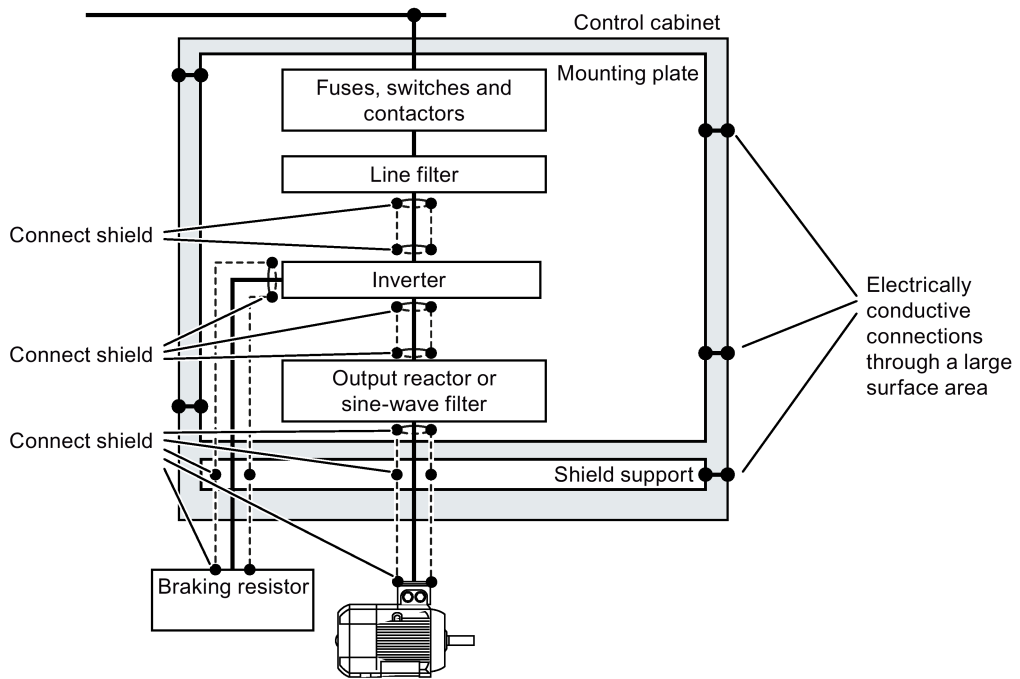 Control cabinet
Mounting plate
Fuses, switches and
contactors
Line filter
Connect shield
Inverter
Electrically
conductive
connections
through a large
surface area
Connect shield
Output reactor or
sine-wave filter
Connect shield
Shield support
Braking resistor